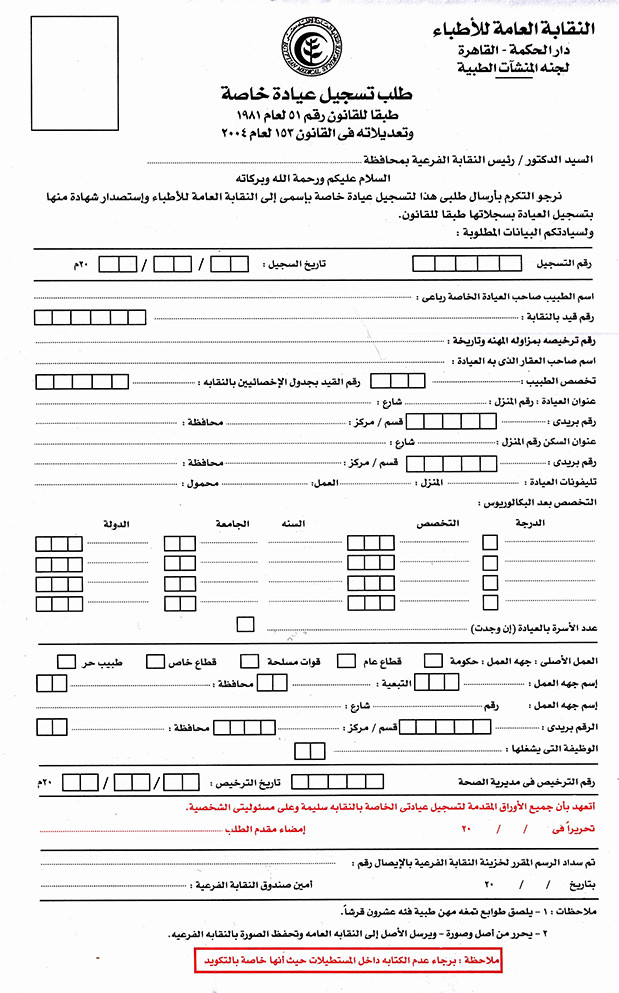 النقابة العامة للأطباء
دار الحكمة - القاهرة
لجنه المنشآت الطبية
EGYPTIAN MEDICAL SYNDICATE
طلب تسجيل عيادة خاصة
طبقا للقانون رقم ٥١ لعام ١٩٨١
وتعديلاته فى القانون ١٥٣ لعام ٢٠٠٤
السيد الدكتور / رئيس النقابة الفرعية بمحافظة
السلام عليكم ورحمة الله وبركاته
نرجو التكرم بأرسال طلبى هذا لتسجيل عيادة خاصة بإسمى إلى النقابة العامة للأطباء وإستصدار شهادة منها
بتسجيل العيادة بسجلاتها طبقا للقانون.
ولسيادتكم البيانات المطلوبة :
رقم التسجيل تاريخ السجيل : / / ٢٠م
اسم الطبيب صاحب العيادة الخاصة رباعى :
رقم قيد بالنقابة :
رقم ترخيصه بمزاوله المهنه وتاريخة :
اسم صاحب العقار الذى به العيادة :
تخصص الطبيب : رقم القيد بجدول الإخصائيين بالنقابه :
عنوان العيادة : رقم المنزل : شارع :
رقم بريدى : قسم / مركز : محافظة :
عنوان السكن رقم المنزل : شارع :
رقم بريدى : قسم / مركز : محافظة :
تليفونات العيادة : المنزل : العمل: محمول :
التخصص بعد البكالوريوس :
الدرجة التخصص السنه الجامعة الدولة
عدد الأسرة بالعيادة (إن وجدت)
العمل الأصلى : جهه العمل : حكومة قطاع عام قوات مسلحة قطاع خاص طبيب حر
إسم جهه العمل : التبعية : محافظة :
إسم جهه العمل : رقم شارع :
الرقم بريدى : قسم / مركز : محافظة :
الوظيفة التى يشغلها :
رقم الترخيص فى مديرية الصحة تاريخ الترخيص : / / ٢٠م
اتعهد بأن جميع الأوراق المقدمة لتسجيل عيادتى الخاصة بالنقابه سليمة وعلى مسئوليتى الشخصية.
تحريراً فى / / ٢٠ إمضاء مقدم الطلب
تم سداد الرسم المقرر لخزينة النقابة الفرعية بالإيصال رقم :
بتاريخ / / ٢٠ أمين صندوق النقابة الفرعية :
ملاحظات : ١ - يلصق طوابع تمغه مهن طبية فئه عشرون قرشاً.
٢ - يحرر من أصل وصورة - ويرسل الأصل إلى النقابه العامه وتحفظ الصورة بالنقابه الفرعيه.
ملاحظة : برجاء عدم الكتابه داخل المستطيلات حيث أنها خاصة بالتكويد